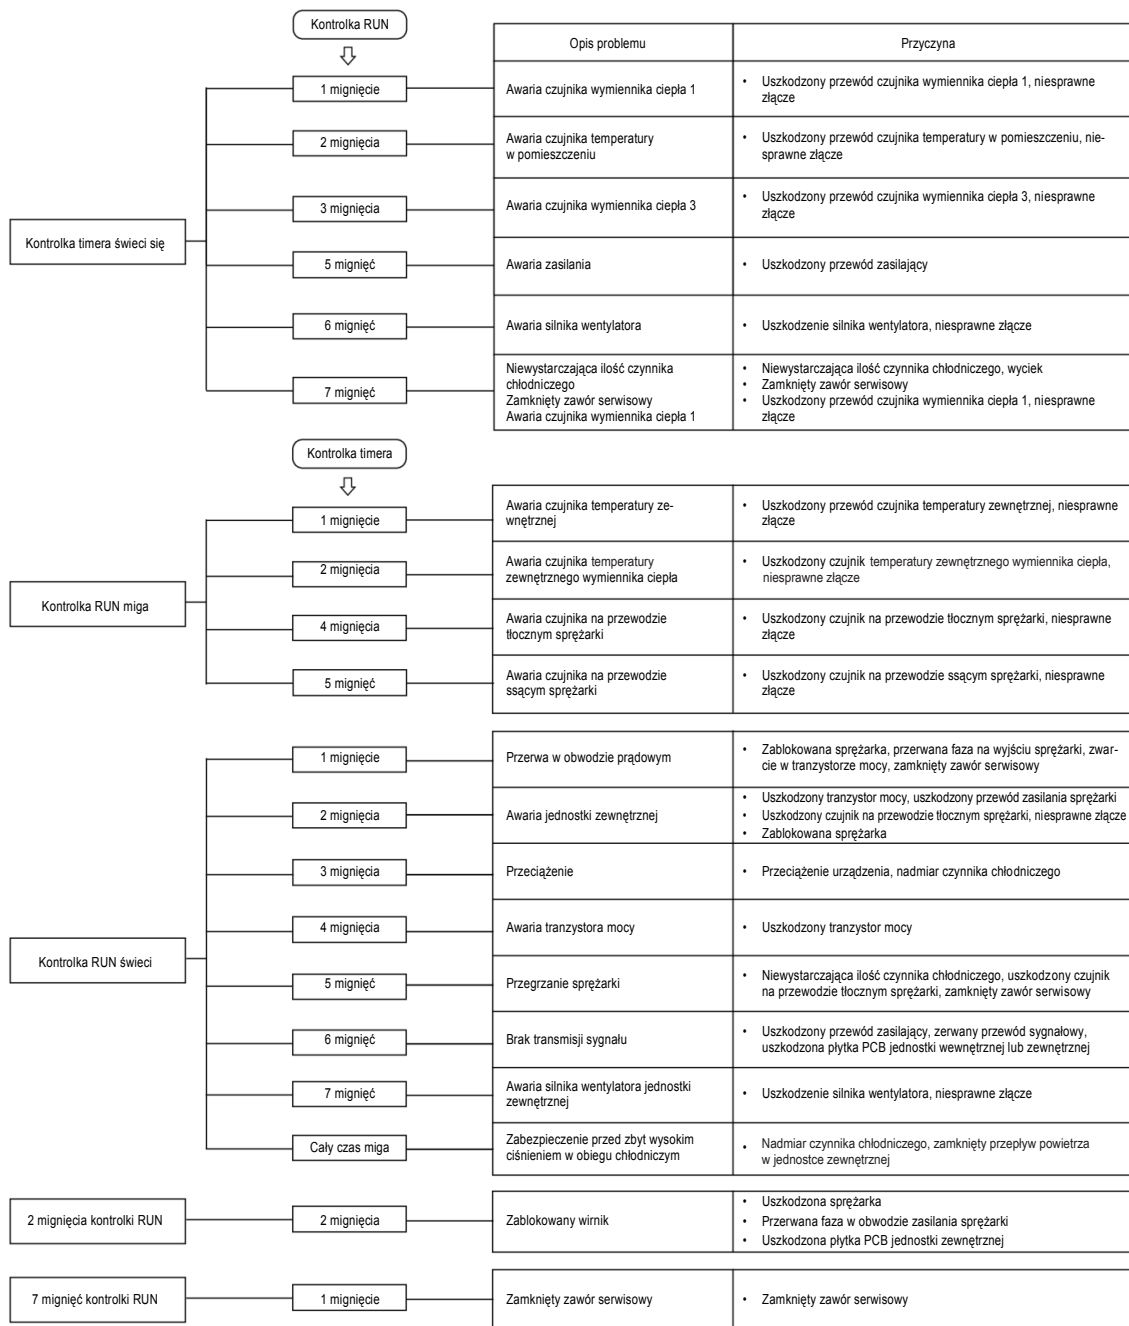 Kontrolka RUN
Opis problemu
Przyczyna
Kontrolka timera świeci się
1 mignięcie
Awaria czujnika wymiennika ciepła 1
• Uszkodzony przewód czujnika wymiennika ciepła 1, niesprawne
złącze
2 mignięcia
Awaria czujnika temperatury
w pomieszczeniu
• Uszkodzony przewód czujnika temperatury w pomieszczeniu, nie-
sprawne złącze
3 mignięcia
Awaria czujnika wymiennika ciepła 3
• Uszkodzony przewód czujnika wymiennika ciepła 3, niesprawne
złącze
5 mignięć
Awaria zasilania
• Uszkodzony przewód zasilający
6 mignięć
Awaria silnika wentylatora
• Uszkodzenie silnika wentylatora, niesprawne złącze
7 mignięć
Niewystarczająca ilość czynnika
chłodniczego
Zamknięty zawór serwisowy
Awaria czujnika wymiennika ciepła 1
• Niewystarczająca ilość czynnika chłodniczego, wyciek
• Zamknięty zawór serwisowy
• Uszkodzony przewód czujnika wymiennika ciepła 1, niesprawne
złącze
Kontrolka timera
Kontrolka RUN miga
1 mignięcie
Awaria czujnika temperatury ze-
wnętrznej
• Uszkodzony przewód czujnika temperatury zewnętrznej, niesprawne
złącze
2 mignięcia
Awaria czujnika temperatury
zewnętrznego wymiennika ciepła
• Uszkodzony czujnik temperatury zewnętrznego wymiennika ciepła,
niesprawne złącze
4 mignięcia
Awaria czujnika na przewodzie
tłocznym sprężarki
• Uszkodzony czujnik na przewodzie tłocznym sprężarki, niesprawne
złącze
5 mignięć
Awaria czujnika na przewodzie
ssącym sprężarki
• Uszkodzony czujnik na przewodzie ssącym sprężarki, niesprawne
złącze
Kontrolka RUN świeci
1 mignięcie
Przerwa w obwodzie prądowym
• Zablokowana sprężarka, przerwana faza na wyjściu sprężarki, zwar-
cie w tranzystorze mocy, zamknięty zawór serwisowy
2 mignięcia
Awaria jednostki zewnętrznej
• Uszkodzony tranzystor mocy, uszkodzony przewód zasilania sprężarki
• Uszkodzony czujnik na przewodzie tłocznym sprężarki, niesprawne złącze
• Zablokowana sprężarka
3 mignięcia
Przeciążenie
• Przeciążenie urządzenia, nadmiar czynnika chłodniczego
4 mignięcia
Awaria tranzystora mocy
• Uszkodzony tranzystor mocy
5 mignięć
Przegrzanie sprężarki
• Niewystarczająca ilość czynnika chłodniczego, uszkodzony czujnik
na przewodzie tłocznym sprężarki, zamknięty zawór serwisowy
6 mignięć
Brak transmisji sygnału
• Uszkodzony przewód zasilający, zerwany przewód sygnałowy,
uszkodzona płytka PCB jednostki wewnętrznej lub zewnętrznej
7 mignięć
Awaria silnika wentylatora jednostki
zewnętrznej
• Uszkodzenie silnika wentylatora, niesprawne złącze
Cały czas miga
Zabezpieczenie przed zbyt wysokim
ciśnieniem w obiegu chłodniczym
• Nadmiar czynnika chłodniczego, zamknięty przepływ powietrza
w jednostce zewnętrznej
2 mignięcia kontrolki RUN
2 mignięcia
Zablokowany wirnik
• Uszkodzona sprężarka
• Przerwana faza w obwodzie zasilania sprężarki
• Uszkodzona płytka PCB jednostki zewnętrznej
7 mignięć kontrolki RUN
1 mignięcie
Zamknięty zawór serwisowy
• Zamknięty zawór serwisowy